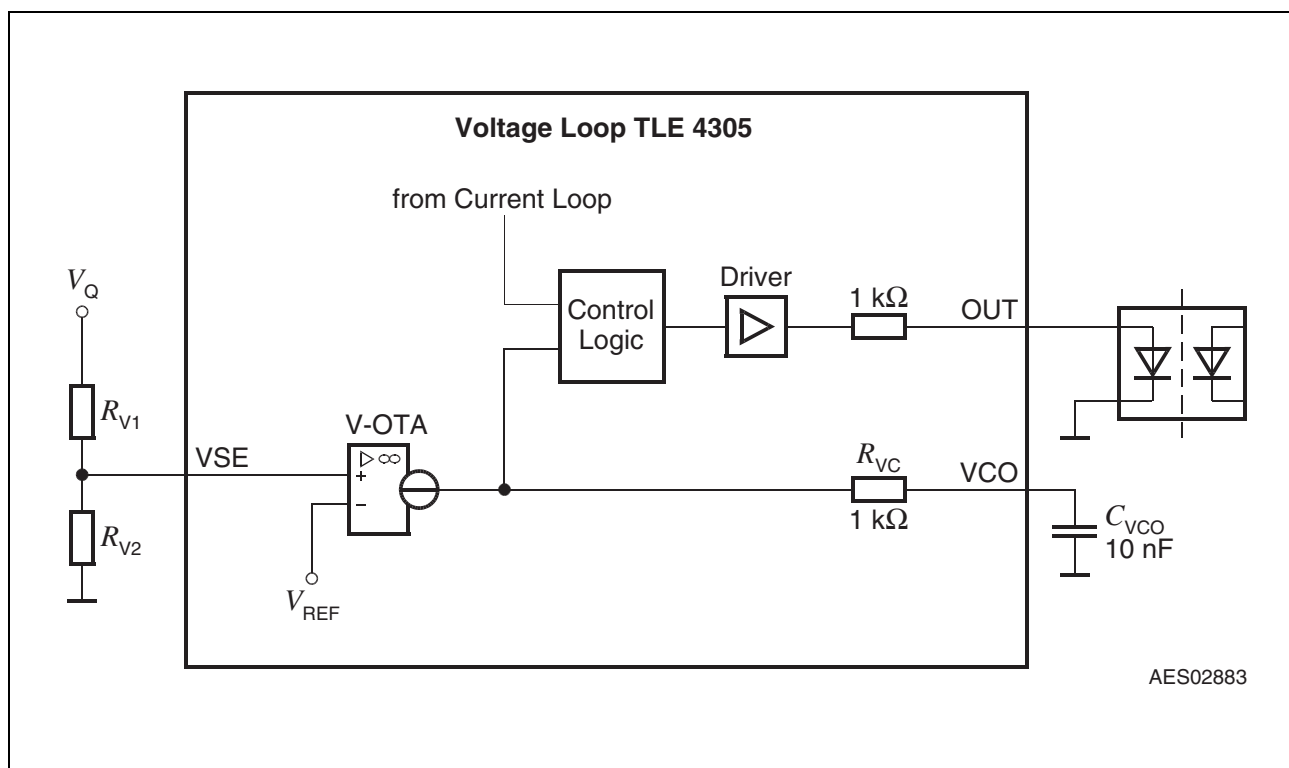 Voltage Loop TLE 4305
from Current Loop
VQ
Driver
1 kΩ
OUT
Control
Logic
RV1
V-OTA
VSE
▷ ∞
+
−
RVC
VCO
1 kΩ
RV2
CVCO
10 nF
VREF
AES02883